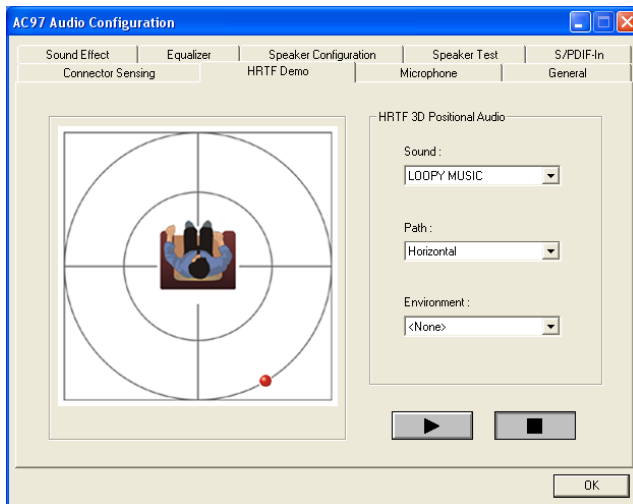 AC97 Audio Configuration
Sound Effect Equalizer Speaker Configuration Speaker Test S/PDIF-In
Connector Sensing HRTF Demo Microphone General
HRTF 3D Positional Audio
Sound :
LOOPY MUSIC
Path :
Horizontal
Environment :
<None>
OK